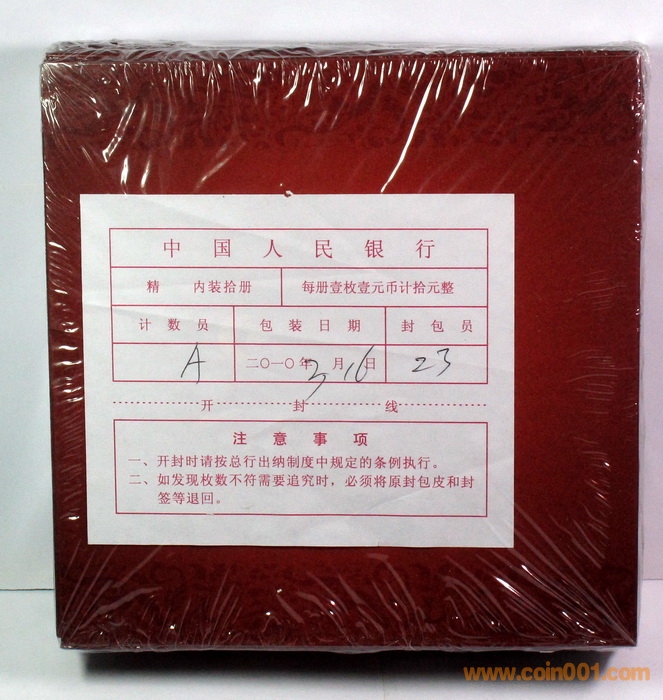 中国人民银行
精 内装拾册 每册壹枚壹元币计拾元整
计数员 包装日期 封包员
A 二〇一〇年3月16日 23
开封线
注意事项
一、开封时请按总行出纳制度中规定的条例执行。
二、如发现枚数不符需要追究时，必须将原封包皮和封
签等退回。
www.coin001.com